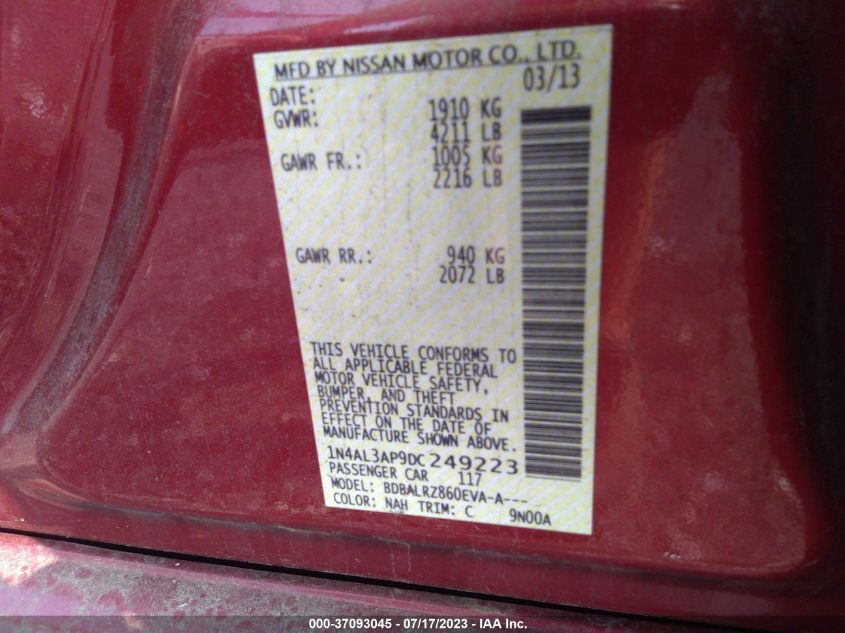 MFD BY NISSAN MOTOR CO., LTD.
DATE: 03/13
GVWR: 1910 KG
4211 LB
GAWR FR.: 1005 KG
2216 LB
GAWR RR.: 940 KG
2072 LB
THIS VEHICLE CONFORMS TO
ALL APPLICABLE FEDERAL
MOTOR VEHICLE SAFETY,
BUMPER, AND THEFT
PREVENTION STANDARDS IN
EFFECT ON THE DATE OF
MANUFACTURE SHOWN ABOVE.
1N4AL3AP9DC249223
PASSENGER CAR 117
MODEL: BDBALRZ860EVA-A---
COLOR: NAH TRIM: C 9N00A
000-37093045 - 07/17/2023 - IAA Inc.